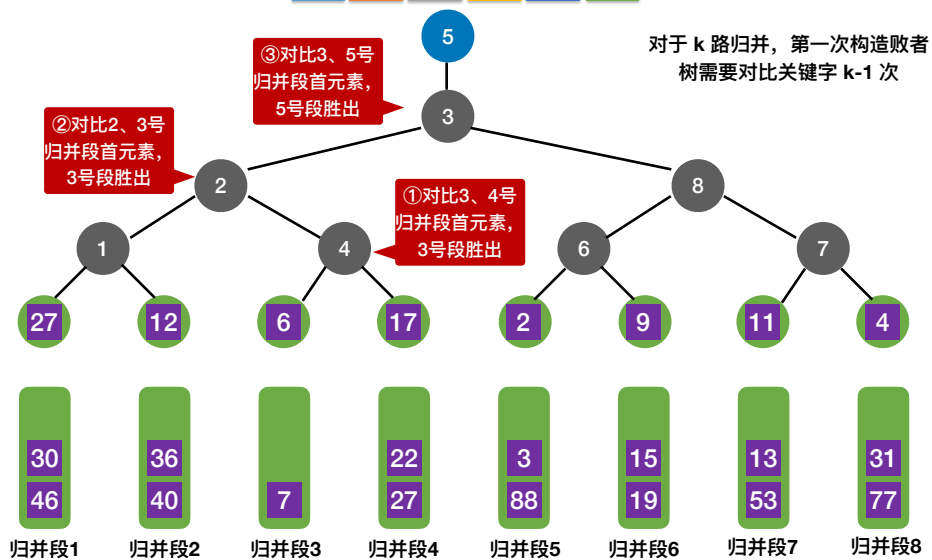 5
对于 k 路归并，第一次构造败者
树需要对比关键字 k-1 次
③对比3、5号
归并段首元素，
5号段胜出
3
②对比2、3号
归并段首元素，
3号段胜出
2
8
①对比3、4号
归并段首元素，
3号段胜出
1
4
6
7
27
12
6
17
2
9
11
4
30
36
22
3
15
13
31
46
40
7
27
88
19
53
77
归并段1
归并段2
归并段3
归并段4
归并段5
归并段6
归并段7
归并段8